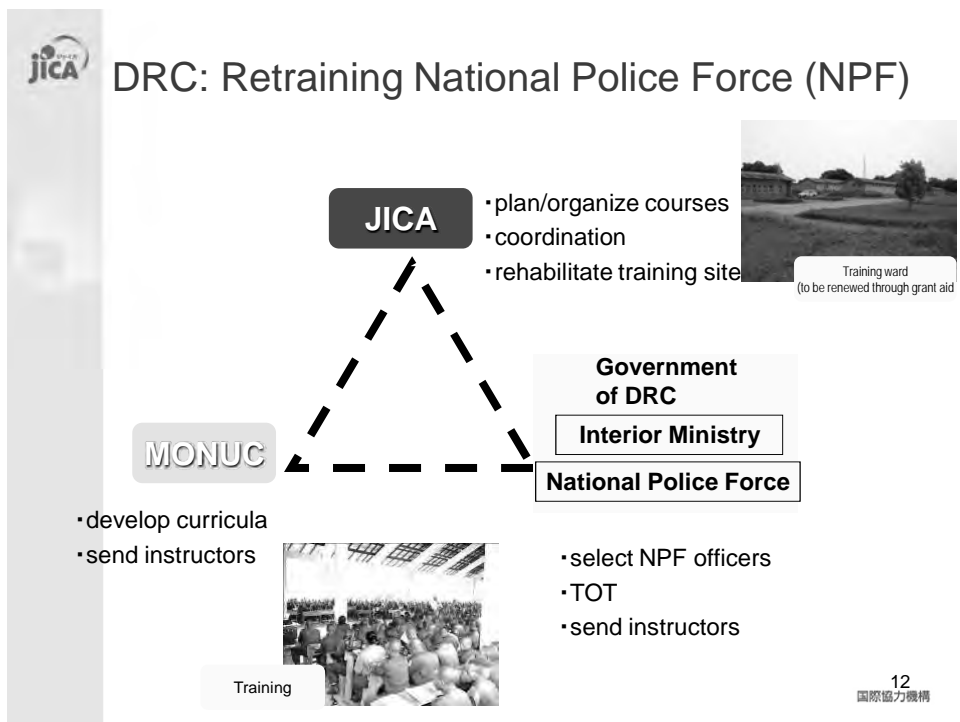 jICA
DRC: Retraining National Police Force (NPF)
JICA
・plan/organize courses
・coordination
・rehabilitate training site
Training ward
(to be renewed through grant aid
Government
of DRC
Interior Ministry
National Police Force
MONUC
・develop curricula
・send instructors
・select NPF officers
・TOT
・send instructors
Training
12
国際協力機構